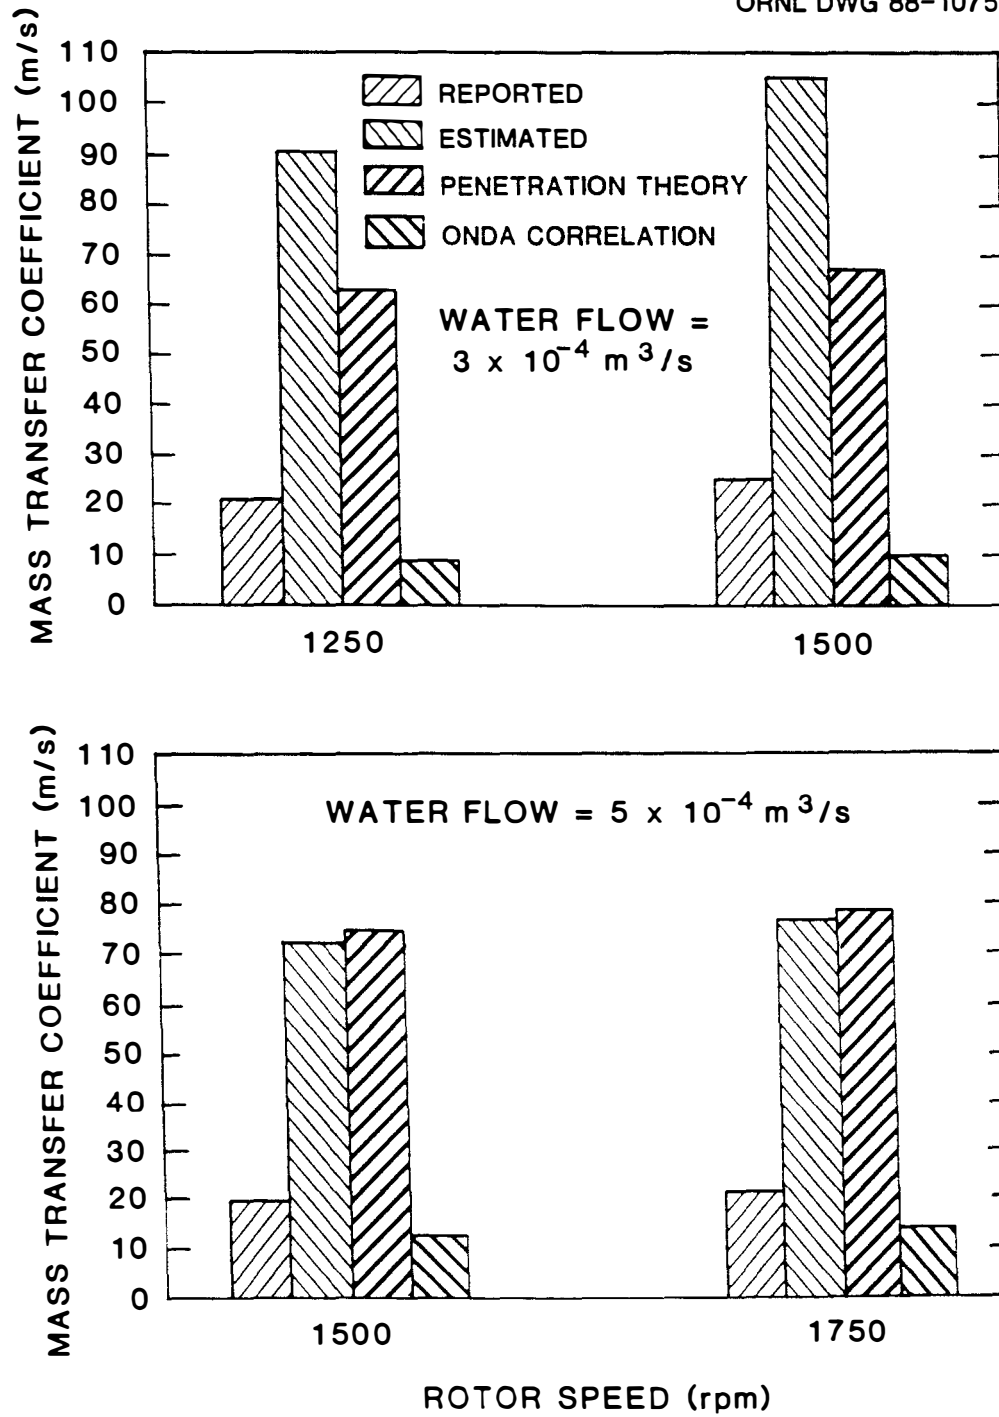 ORNL DWG 88-1075
MASS TRANSFER COEFFICIENT (m/s)
110
100
90
80
70
60
50
40
30
20
10
0
REPORTED
ESTIMATED
PENETRATION THEORY
ONDA CORRELATION
WATER FLOW =
3 x 10⁻⁴ m³/s
1250
1500
MASS TRANSFER COEFFICIENT (m/s)
110
100
90
80
70
60
50
40
30
20
10
0
WATER FLOW = 5 x 10⁻⁴ m³/s
1500
1750
ROTOR SPEED (rpm)